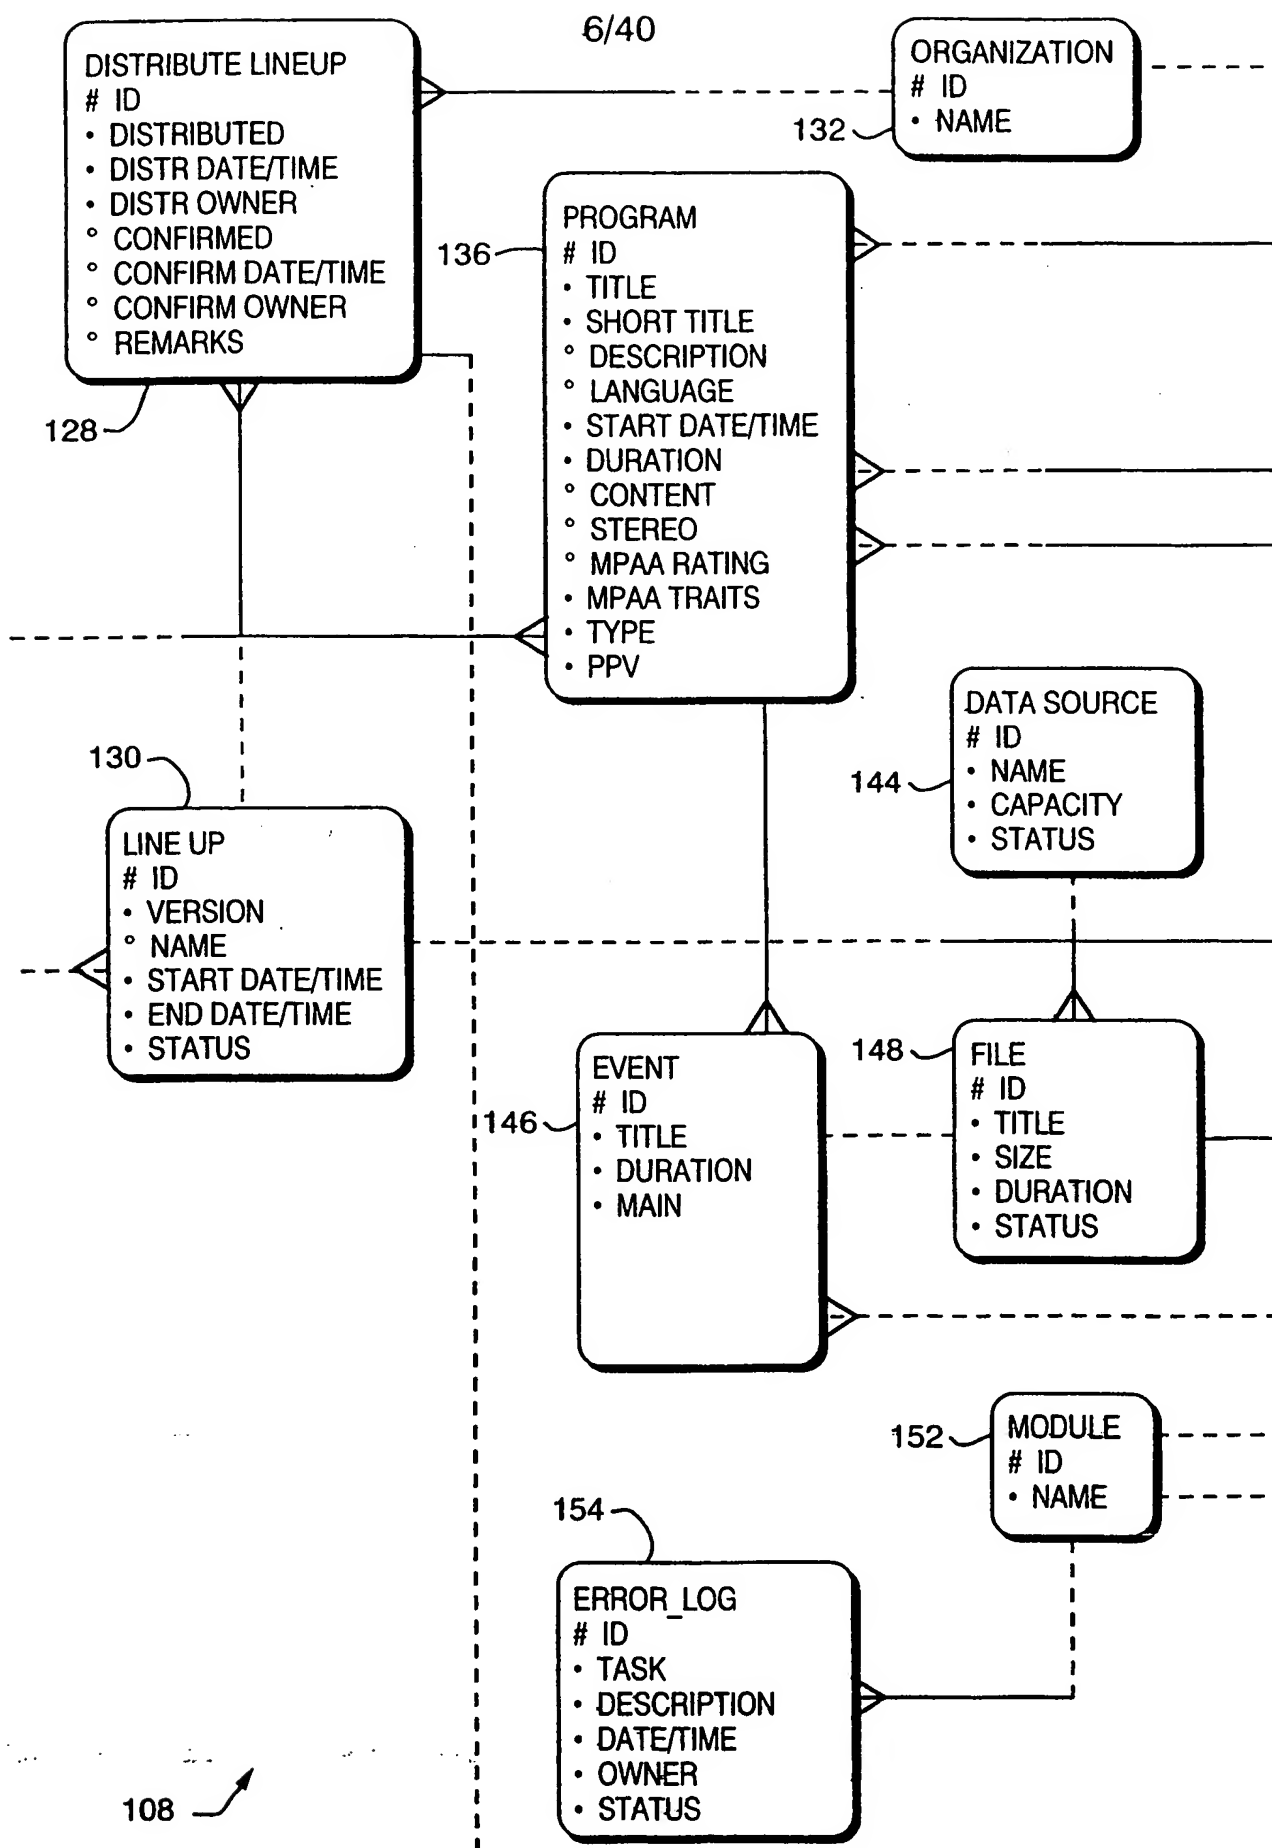 6/40
DISTRIBUTE LINEUP
# ID
• DISTRIBUTED
• DISTR DATE/TIME
• DISTR OWNER
° CONFIRMED
° CONFIRM DATE/TIME
° CONFIRM OWNER
° REMARKS
128
ORGANIZATION
# ID
• NAME
132
PROGRAM
# ID
• TITLE
• SHORT TITLE
° DESCRIPTION
° LANGUAGE
• START DATE/TIME
• DURATION
° CONTENT
° STEREO
° MPAA RATING
• MPAA TRAITS
• TYPE
• PPV
136
130
LINE UP
# ID
• VERSION
° NAME
• START DATE/TIME
• END DATE/TIME
• STATUS
DATA SOURCE
# ID
• NAME
• CAPACITY
• STATUS
144
EVENT
# ID
• TITLE
• DURATION
• MAIN
146
148
FILE
# ID
• TITLE
• SIZE
• DURATION
• STATUS
152
MODULE
# ID
• NAME
154
ERROR_LOG
# ID
• TASK
• DESCRIPTION
• DATE/TIME
• OWNER
• STATUS
108